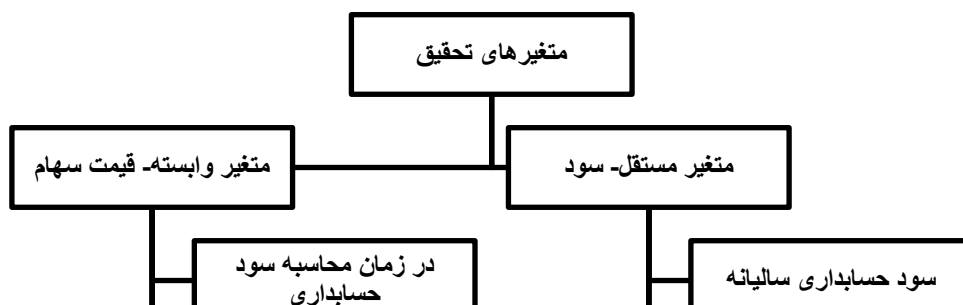 متغیرهای تحقیق
متغیر مستقل- سود
متغیر وابسته- قیمت سهام
سود حسابداری سالیانه
در زمان محاسبه سود
حسابداری